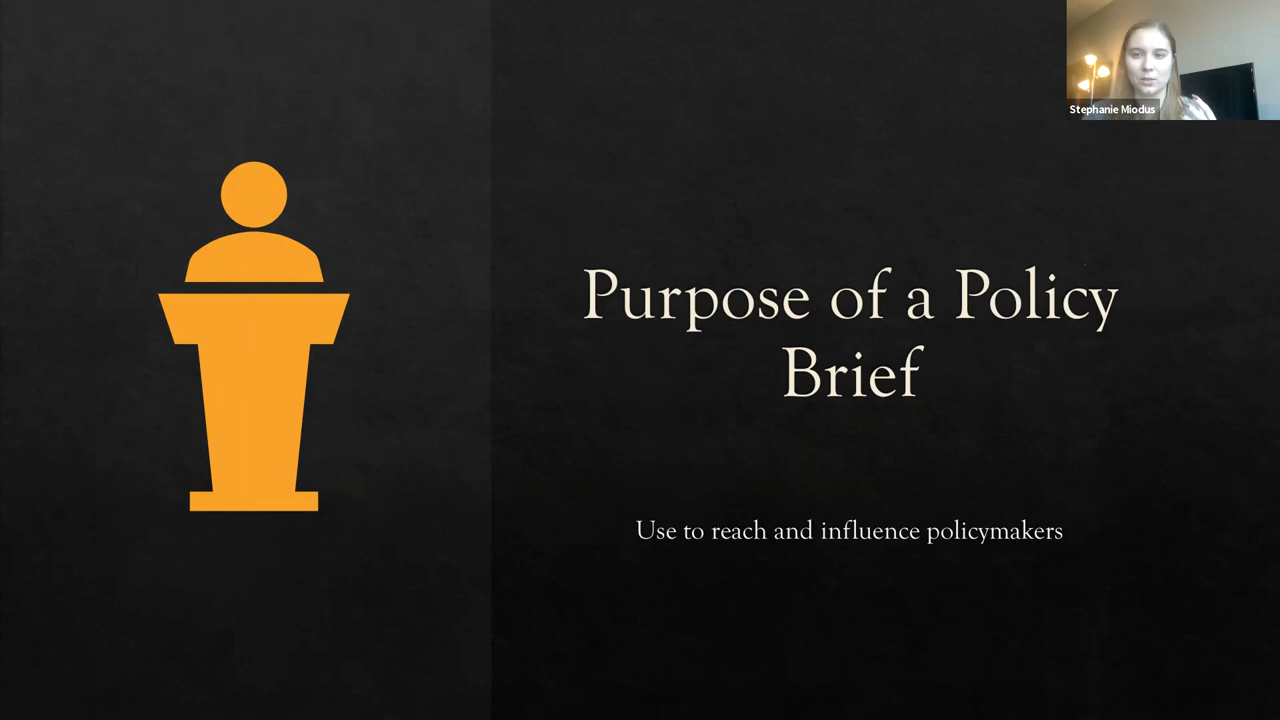 Stephanie Miodus
Purpose of a Policy
Brief
Use to reach and influence policymakers